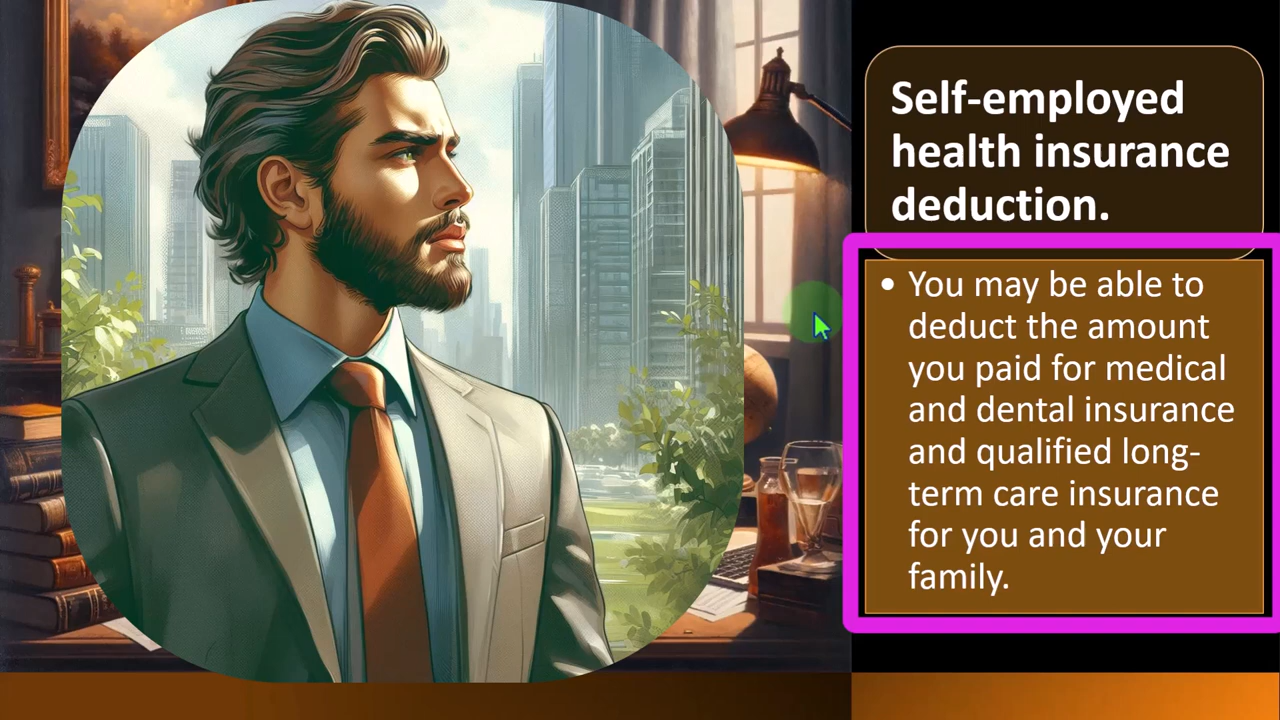 Self-employed
health insurance
deduction.
• You may be able to
deduct the amount
you paid for medical
and dental insurance
and qualified long-
term care insurance
for you and your
family.